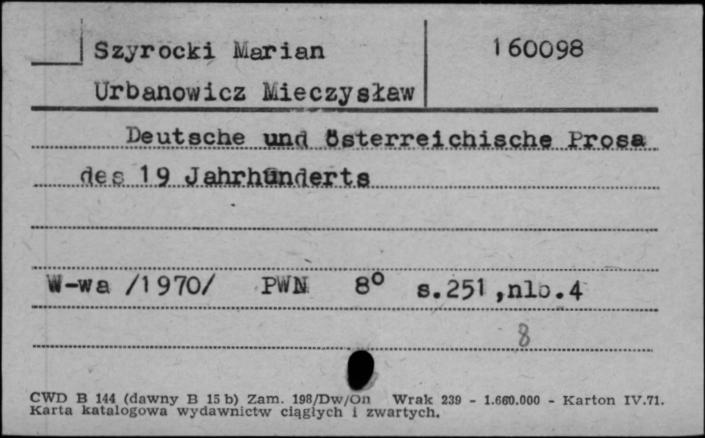 Szyrocki Marian 160098
Urbanowicz Mieczysław
Deutsche und österreichische Prosa
des 19 Jahrhunderts
W-wa /1970/ PWN 8° s.251,nlb.4
8
CWD B 144 (dawny B 15 b) Zam. 198/Dw/On Wrak 239 - 1.660.000 - Karton IV.71.
Karta katalogowa wydawnictw ciągłych i zwartych.